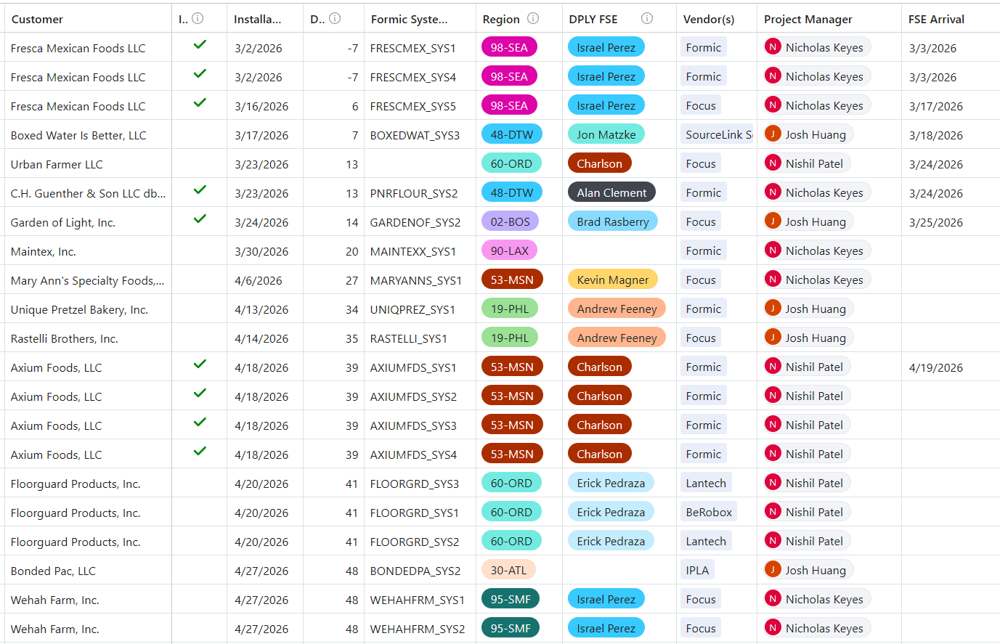 Customer I.. Installa... D... Formic Syste... Region DPLY FSE Vendor(s) Project Manager FSE Arrival
Fresca Mexican Foods LLC 3/2/2026 -7 FRESCMEX_SYS1 98-SEA Israel Perez Formic N Nicholas Keyes 3/3/2026
Fresca Mexican Foods LLC 3/2/2026 -7 FRESCMEX_SYS4 98-SEA Israel Perez Formic N Nicholas Keyes 3/3/2026
Fresca Mexican Foods LLC 3/16/2026 6 FRESCMEX_SYS5 98-SEA Israel Perez Focus N Nicholas Keyes 3/17/2026
Boxed Water Is Better, LLC 3/17/2026 7 BOXEDWAT_SYS3 48-DTW Jon Matzke SourceLink S J Josh Huang 3/18/2026
Urban Farmer LLC 3/23/2026 13 60-ORD Charlson Focus N Nishil Patel 3/24/2026
C.H. Guenther & Son LLC db... 3/23/2026 13 PNRFLOUR_SYS2 48-DTW Alan Clement Formic N Nicholas Keyes 3/24/2026
Garden of Light, Inc. 3/24/2026 14 GARDENOF_SYS2 02-BOS Brad Rasberry Focus J Josh Huang 3/25/2026
Maintex, Inc. 3/30/2026 20 MAINTEXX_SYS1 90-LAX Formic N Nicholas Keyes
Mary Ann's Specialty Foods,... 4/6/2026 27 MARYANNS_SYS1 53-MSN Kevin Magner Focus N Nicholas Keyes
Unique Pretzel Bakery, Inc. 4/13/2026 34 UNIQPREZ_SYS1 19-PHL Andrew Feeney Formic J Josh Huang
Rastelli Brothers, Inc. 4/14/2026 35 RASTELLI_SYS1 19-PHL Andrew Feeney Focus J Josh Huang
Axium Foods, LLC 4/18/2026 39 AXIUMFDS_SYS1 53-MSN Charlson Formic N Nishil Patel 4/19/2026
Axium Foods, LLC 4/18/2026 39 AXIUMFDS_SYS2 53-MSN Charlson Formic N Nishil Patel
Axium Foods, LLC 4/18/2026 39 AXIUMFDS_SYS3 53-MSN Charlson Formic N Nishil Patel
Axium Foods, LLC 4/18/2026 39 AXIUMFDS_SYS4 53-MSN Charlson Formic N Nishil Patel
Floorguard Products, Inc. 4/20/2026 41 FLOORGRD_SYS3 60-ORD Erick Pedraza Lantech N Nishil Patel
Floorguard Products, Inc. 4/20/2026 41 FLOORGRD_SYS1 60-ORD Erick Pedraza BeRobox N Nishil Patel
Floorguard Products, Inc. 4/20/2026 41 FLOORGRD_SYS2 60-ORD Erick Pedraza Lantech N Nishil Patel
Bonded Pac, LLC 4/27/2026 48 BONDEDPA_SYS2 30-ATL IPLA J Josh Huang
Wehah Farm, Inc. 4/27/2026 48 WEHAHFRM_SYS1 95-SMF Israel Perez Focus N Nicholas Keyes
Wehah Farm, Inc. 4/27/2026 48 WEHAHFRM_SYS2 95-SMF Israel Perez Focus N Nicholas Keyes